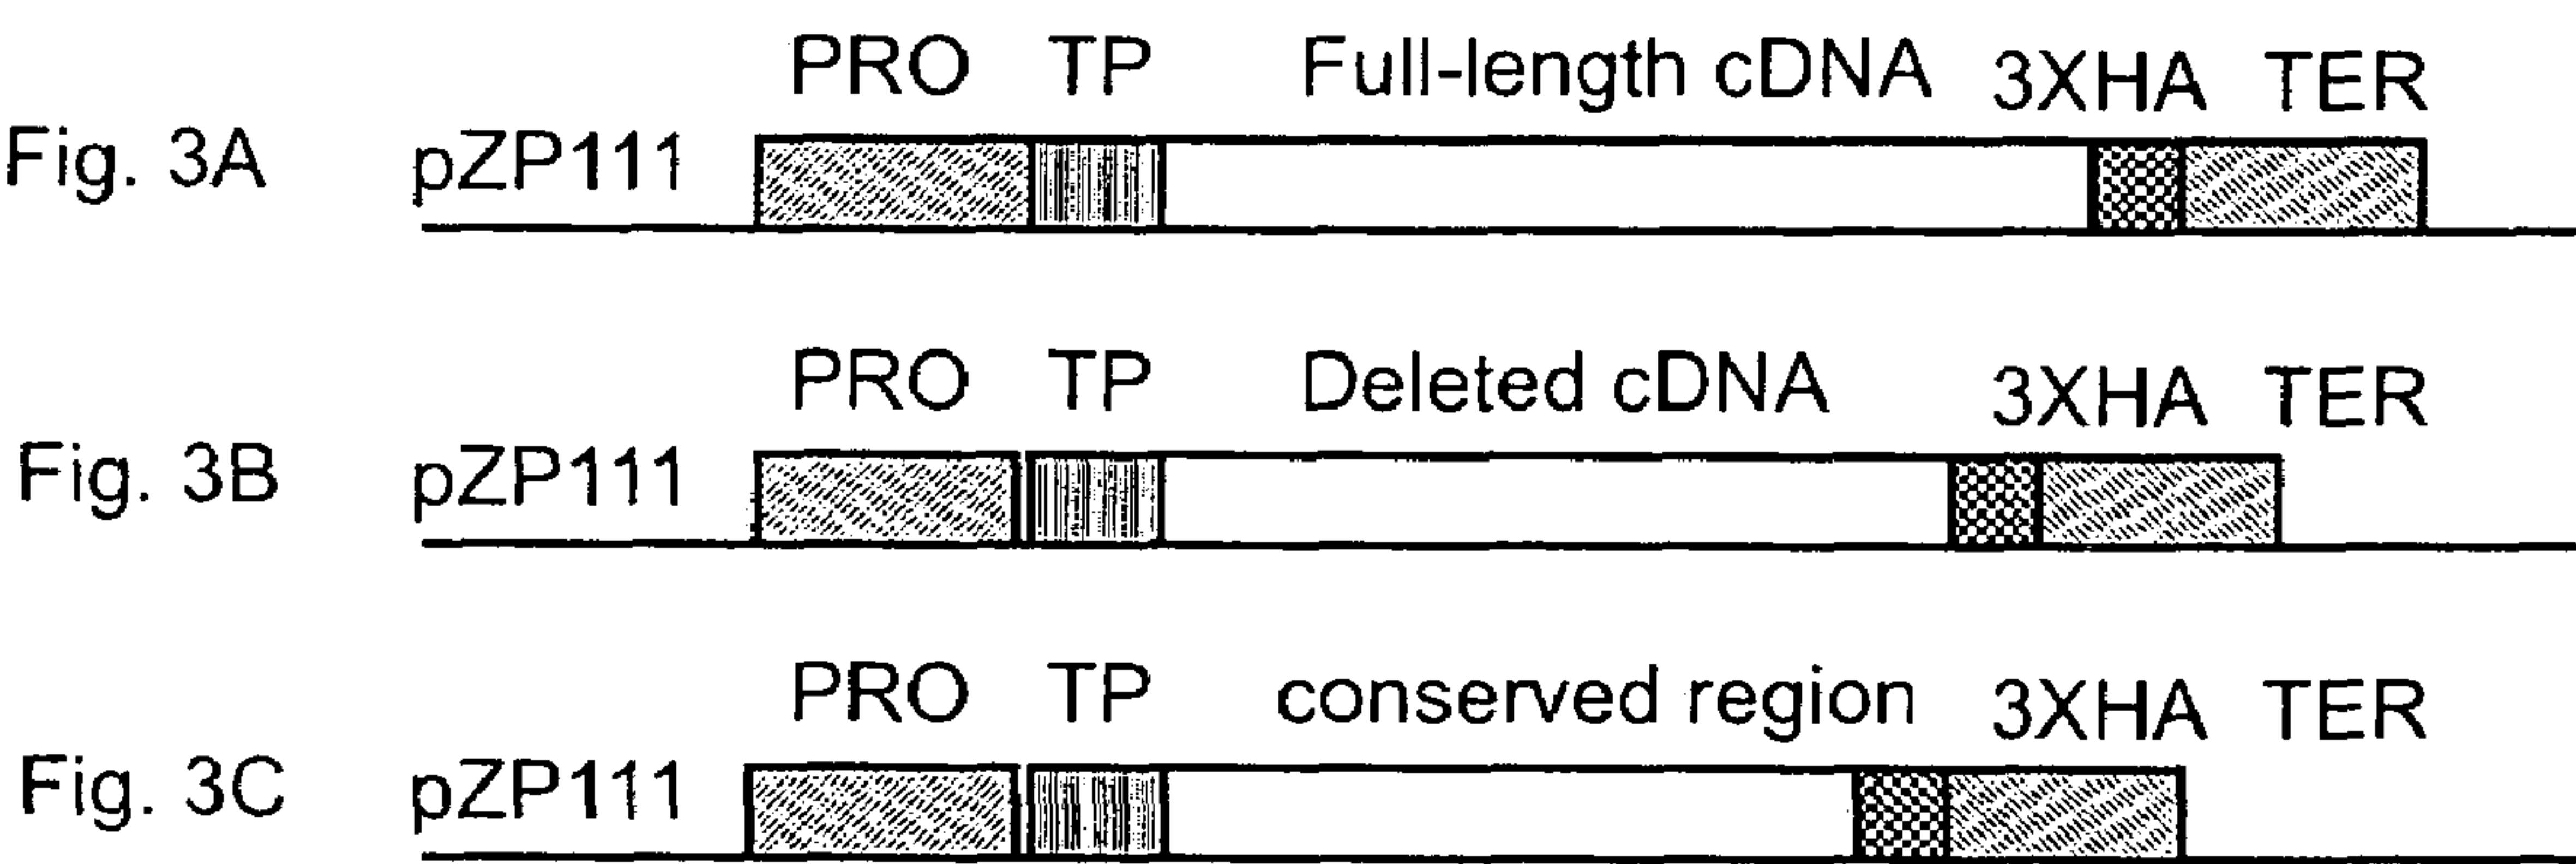 PRO TP Full-length cDNA 3XHA TER
Fig. 3A pZP111
PRO TP Deleted cDNA 3XHA TER
Fig. 3B pZP111
PRO TP conserved region 3XHA TER
Fig. 3C pZP111